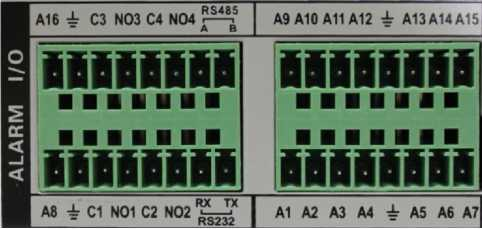 ALARM I/O
A16 ⏚ C3 NO3 C4 NO4 RS485
A B
A9 A10 A11 A12 ⏚ A13 A14 A15
A8 ⏚ C1 NO1 C2 NO2 RX TX
RS232
A1 A2 A3 A4 ⏚ A5 A6 A7